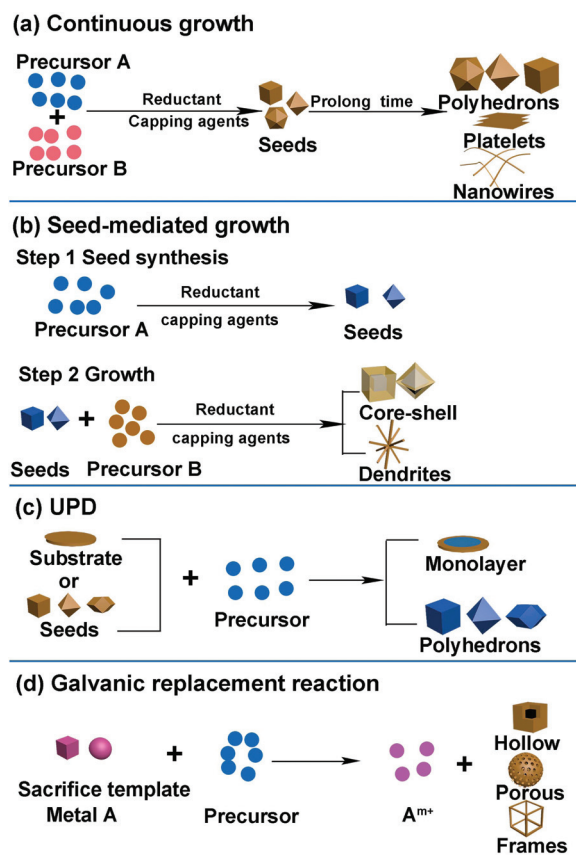 (a) Continuous growth
Precursor A
+
Precursor B
Reductant
Capping agents
Seeds
Prolong time
Polyhedrons
Platelets
Nanowires
(b) Seed-mediated growth
Step 1 Seed synthesis
Precursor A
Reductant
capping agents
Seeds
Step 2 Growth
Seeds
+
Precursor B
Reductant
capping agents
Core-shell
Dendrites
(c) UPD
Substrate
or
Seeds
+
Precursor
Monolayer
Polyhedrons
(d) Galvanic replacement reaction
Sacrifice template
Metal A
+
Precursor
A^{m+}
+
Hollow
Porous
Frames